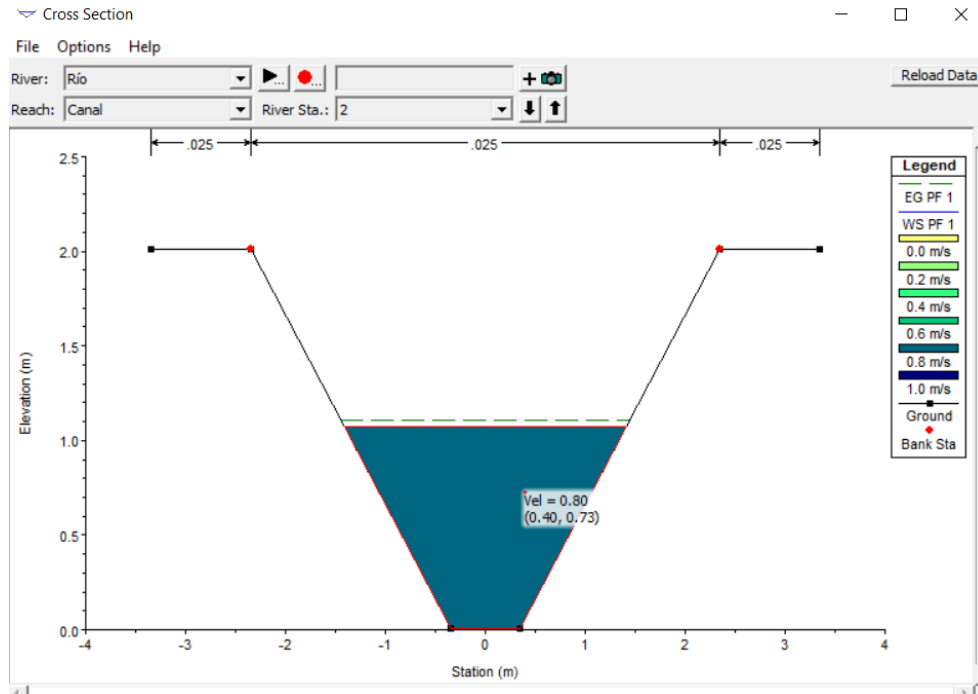 Cross Section
File Options Help
River: Río
Reload Data
Reach: Canal River Sta.: 2
.025 .025 .025
Legend
EG PF 1
WS PF 1
0.0 m/s
0.2 m/s
0.4 m/s
0.6 m/s
0.8 m/s
1.0 m/s
Ground
Bank Sta
2.5
2.0
1.5
1.0
0.5
0.0
Elevation (m)
Vel = 0.80
(0.40, 0.73)
-4 -3 -2 -1 0 1 2 3 4
Station (m)